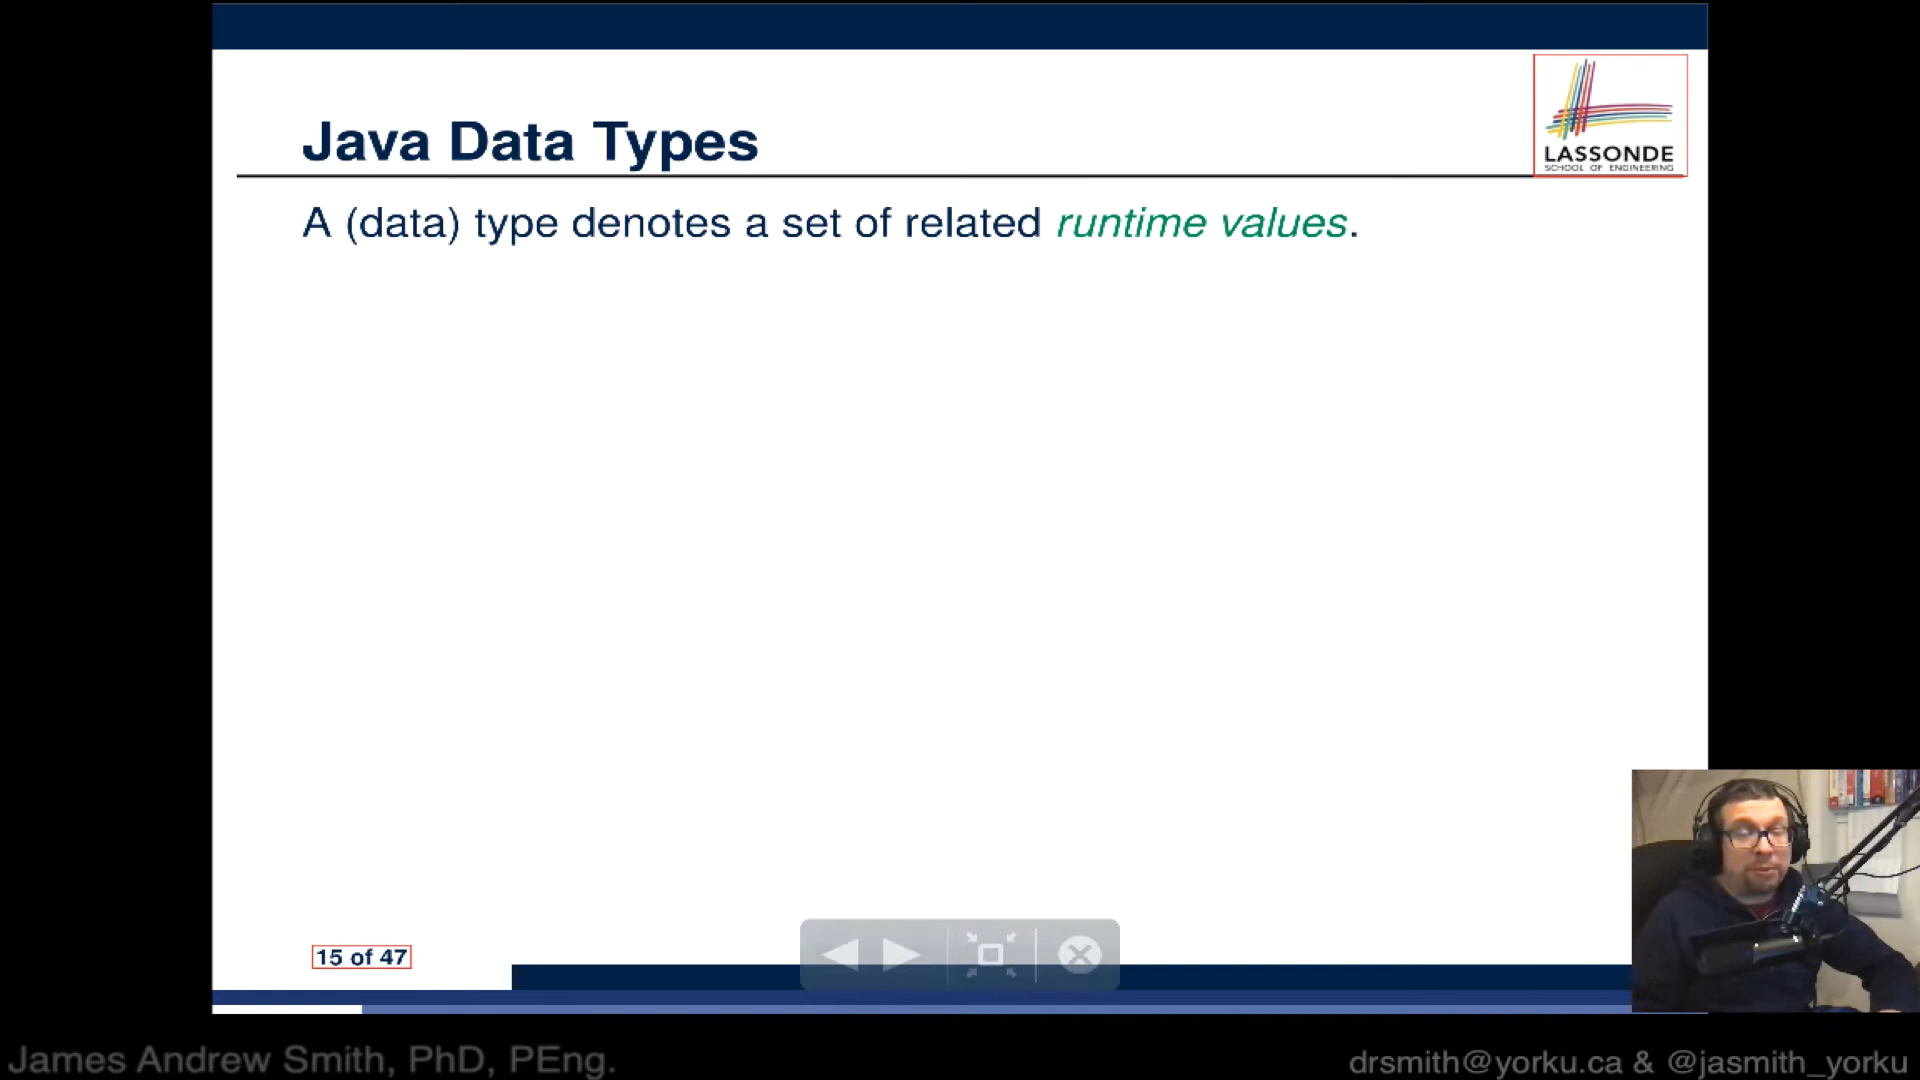 LASSONDE
SCHOOL OF ENGINEERING
Java Data Types
A (data) type denotes a set of related runtime values.
15 of 47
James Andrew Smith, PhD, PEng.
drsmith@yorku.ca & @jasmith_yorku